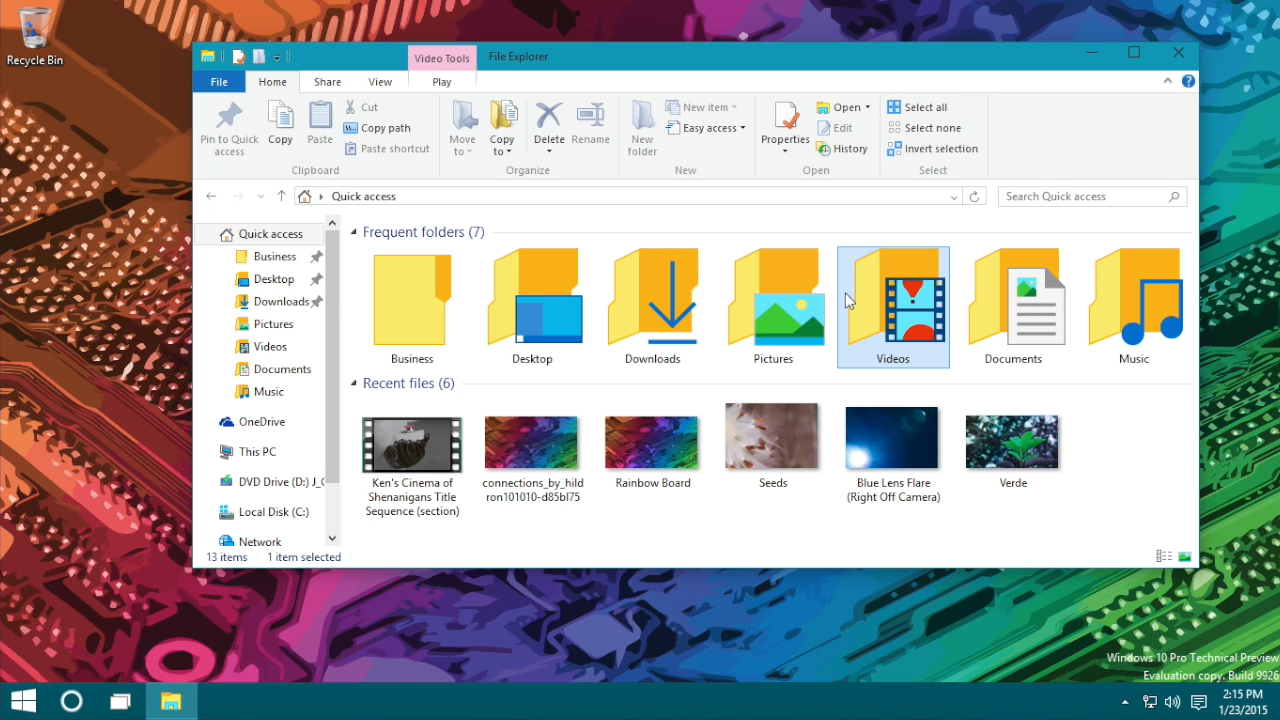 Recycle Bin
Video Tools
File Explorer
File
Home
Share
View
Play
Pin to Quick access
Copy
Paste
Cut
Copy path
Paste shortcut
Clipboard
Move to
Copy to
Delete
Rename
Organize
New folder
New item
Easy access
New
Properties
Open
Edit
History
Open
Select all
Select none
Invert selection
Select
Quick access
Search Quick access
Quick access
Business
Desktop
Downloads
Pictures
Videos
Documents
Music
OneDrive
This PC
DVD Drive (D:) J_C
Local Disk (C:)
Network
Frequent folders (7)
Business
Desktop
Downloads
Pictures
Videos
Documents
Music
Recent files (6)
Ken's Cinema of
Shenanigans Title
Sequence (section)
connections_by_hild
ron101010-d85bl75
Rainbow Board
Seeds
Blue Lens Flare
(Right Off Camera)
Verde
13 items
1 item selected
Windows 10 Pro Technical Preview
Evaluation copy. Build 9926
2:15 PM
1/23/2015